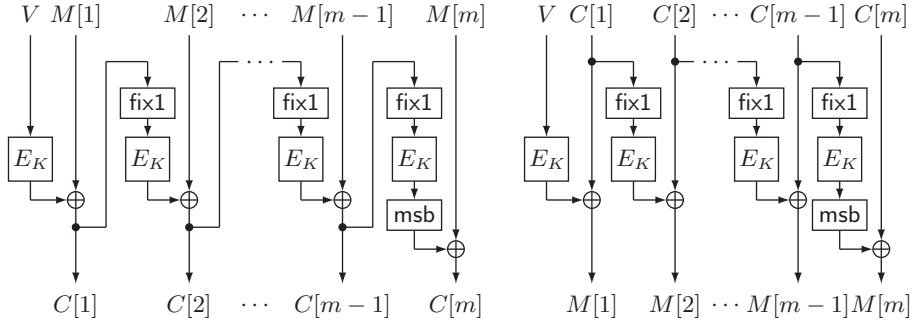 V M[1] M[2] ··· M[m − 1] M[m] V C[1] C[2] ··· C[m − 1] C[m]
···
···
fix1 fix1 fix1 fix1 fix1 fix1
E_K E_K E_K E_K E_K E_K E_K E_K
msb msb
C[1] C[2] ··· C[m − 1] C[m] M[1] M[2] ··· M[m − 1] M[m]